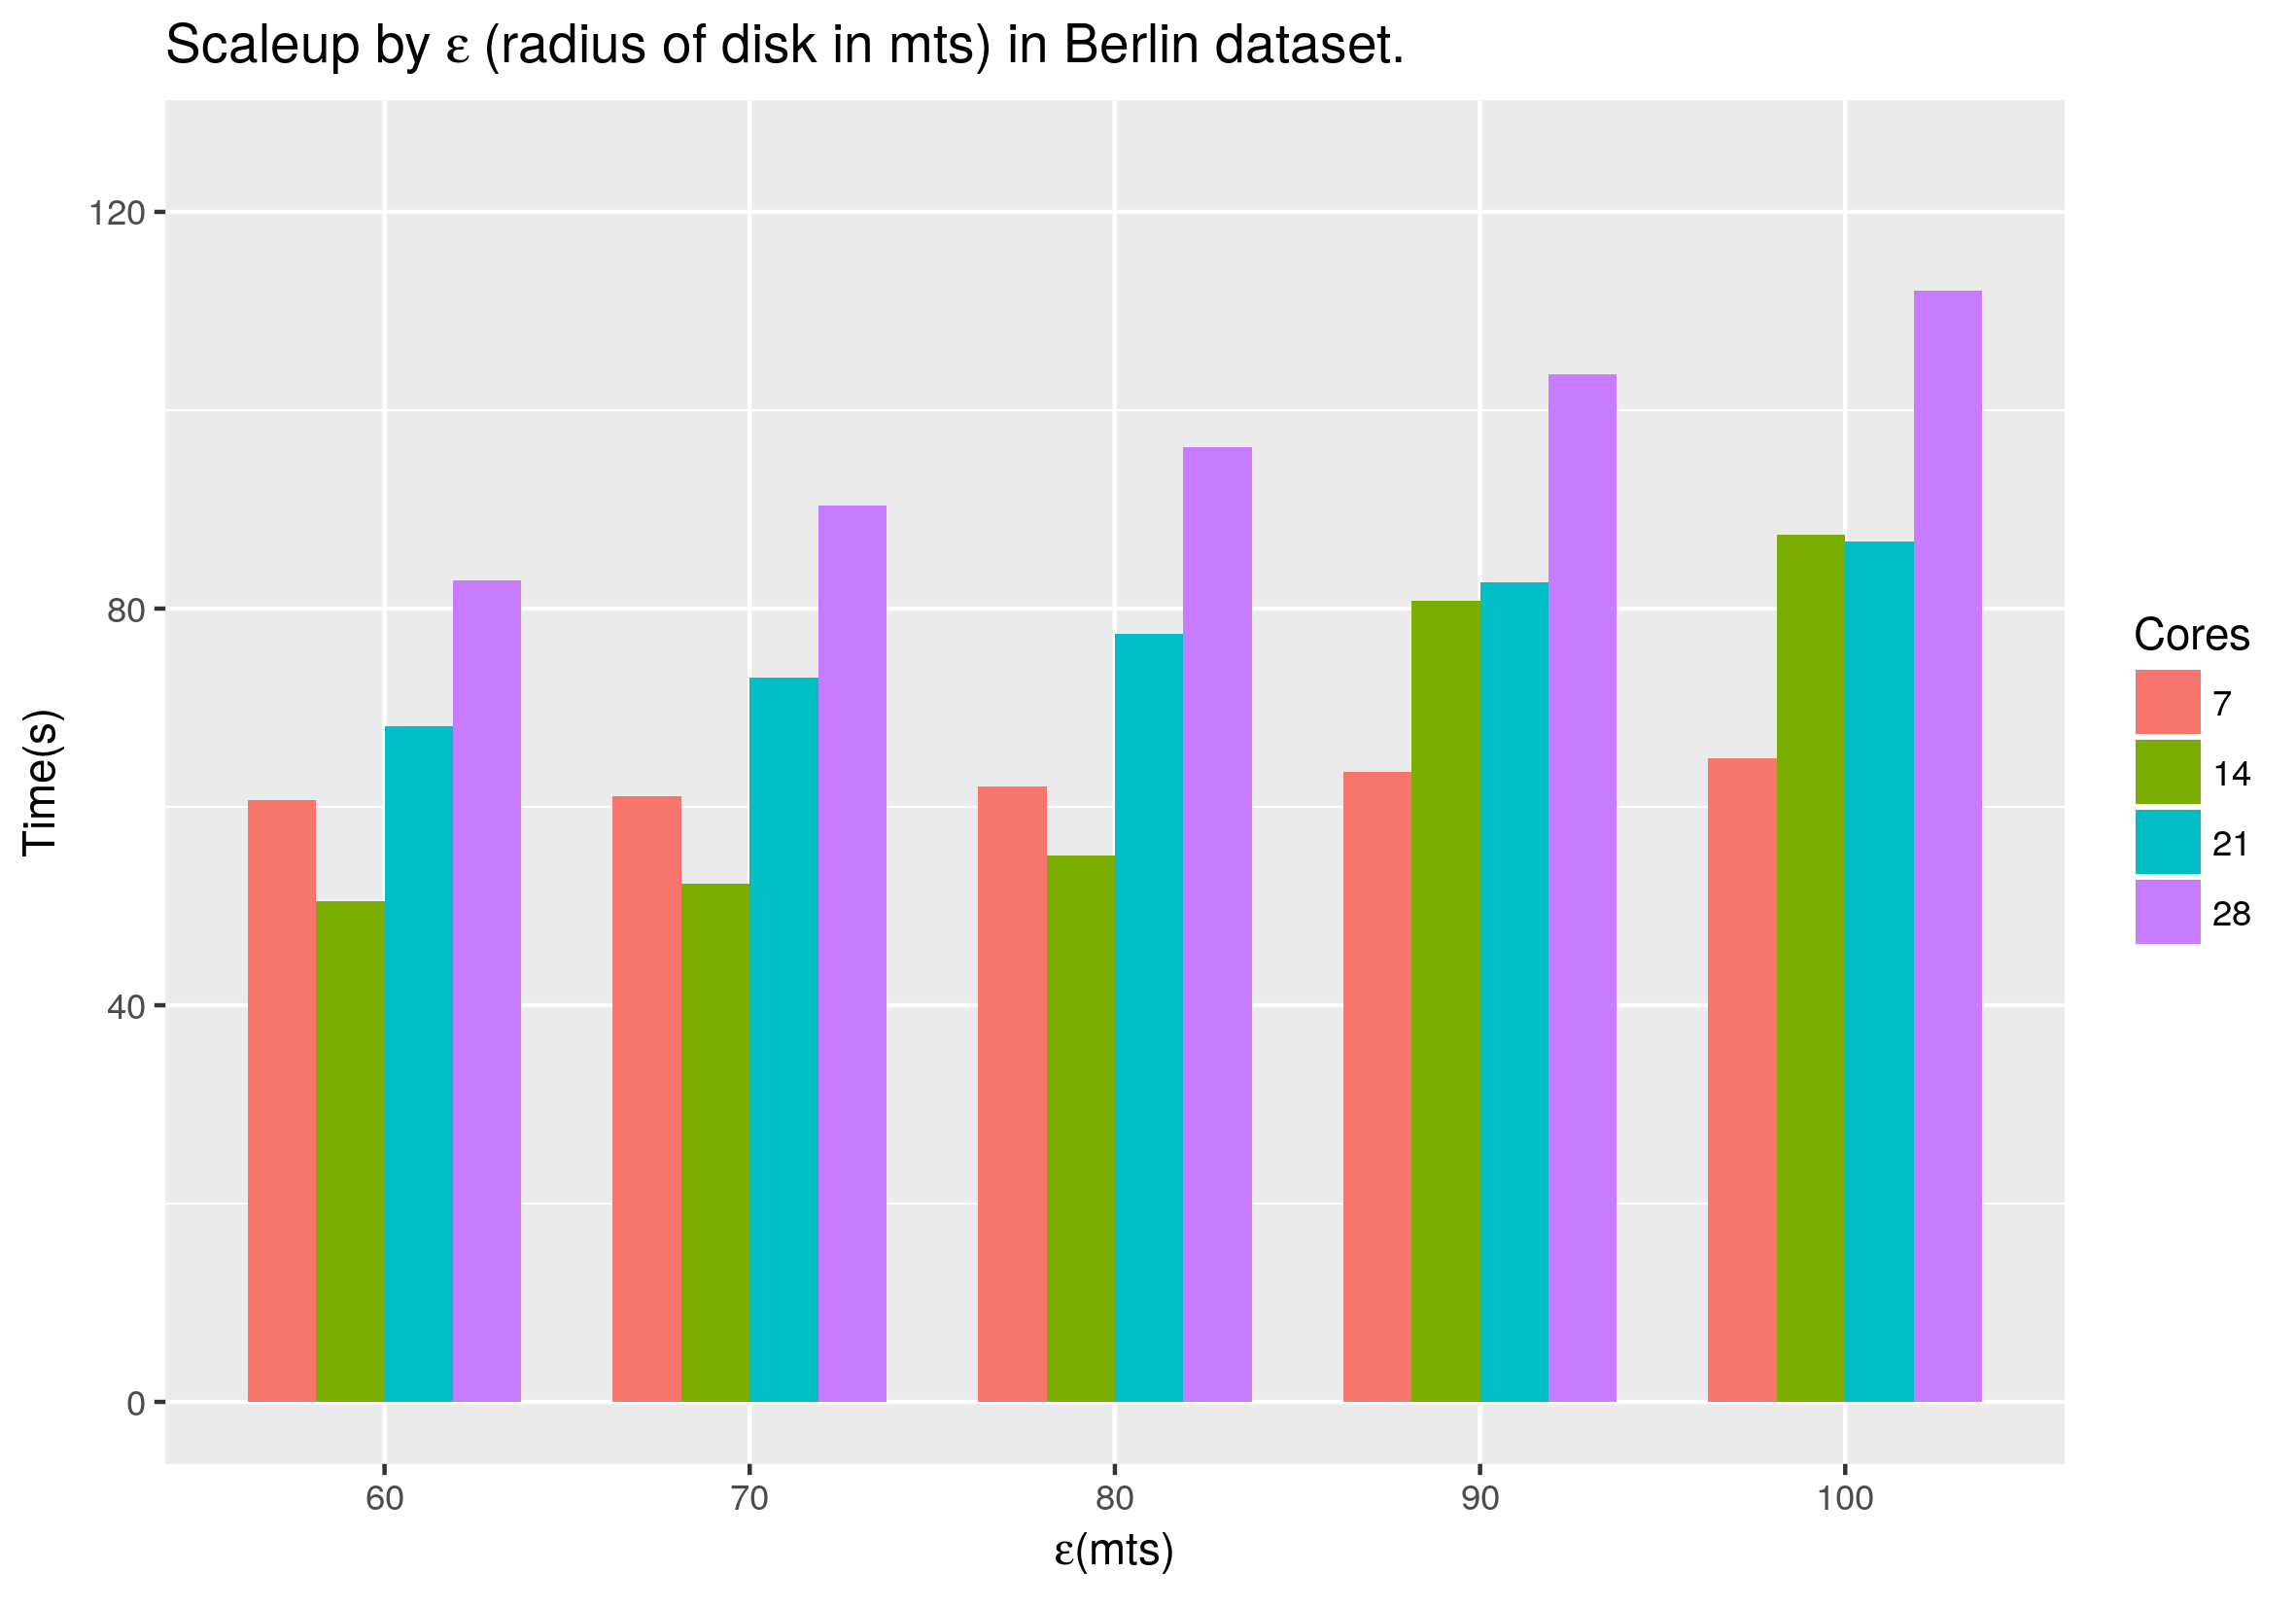 Scaleup by ε (radius of disk in mts) in Berlin dataset.
120
80
40
0
Time(s)
60 70 80 90 100
ε(mts)
Cores
7
14
21
28